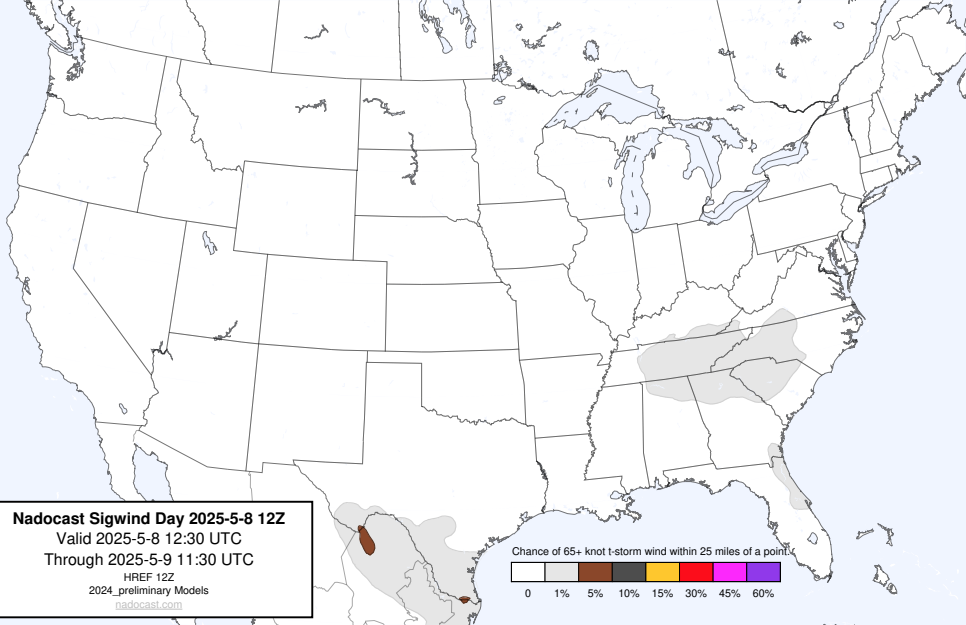 Nadocast Sigwind Day 2025-5-8 12Z
Valid 2025-5-8 12:30 UTC
Through 2025-5-9 11:30 UTC
HREF 12Z
2024_preliminary Models
nadocast.com
Chance of 65+ knot t-storm wind within 25 miles of a point.
0 1% 5% 10% 15% 30% 45% 60%